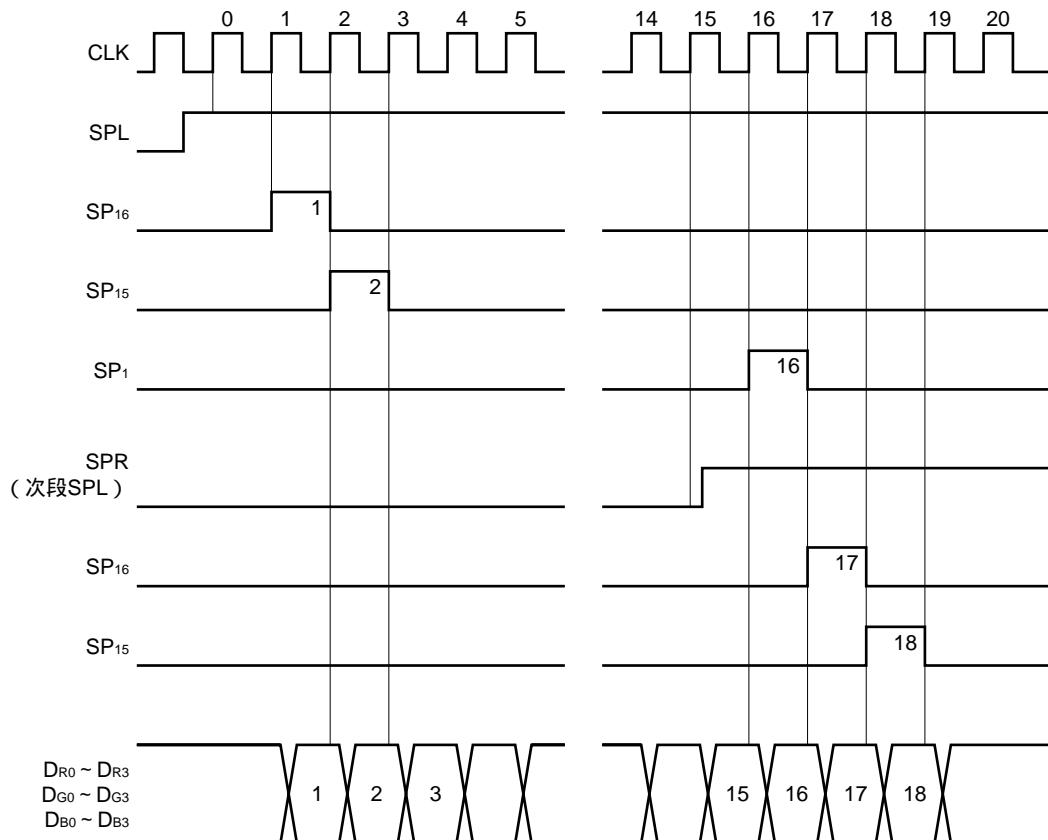 0 1 2 3 4 5 14 15 16 17 18 19 20
CLK
SPL
SP16 1
SP15 2
SP1 16
SPR
（次段SPL）
SP16 17
SP15 18
DR0 ~ DR3
DG0 ~ DG3 1 2 3 15 16 17 18
DB0 ~ DB3